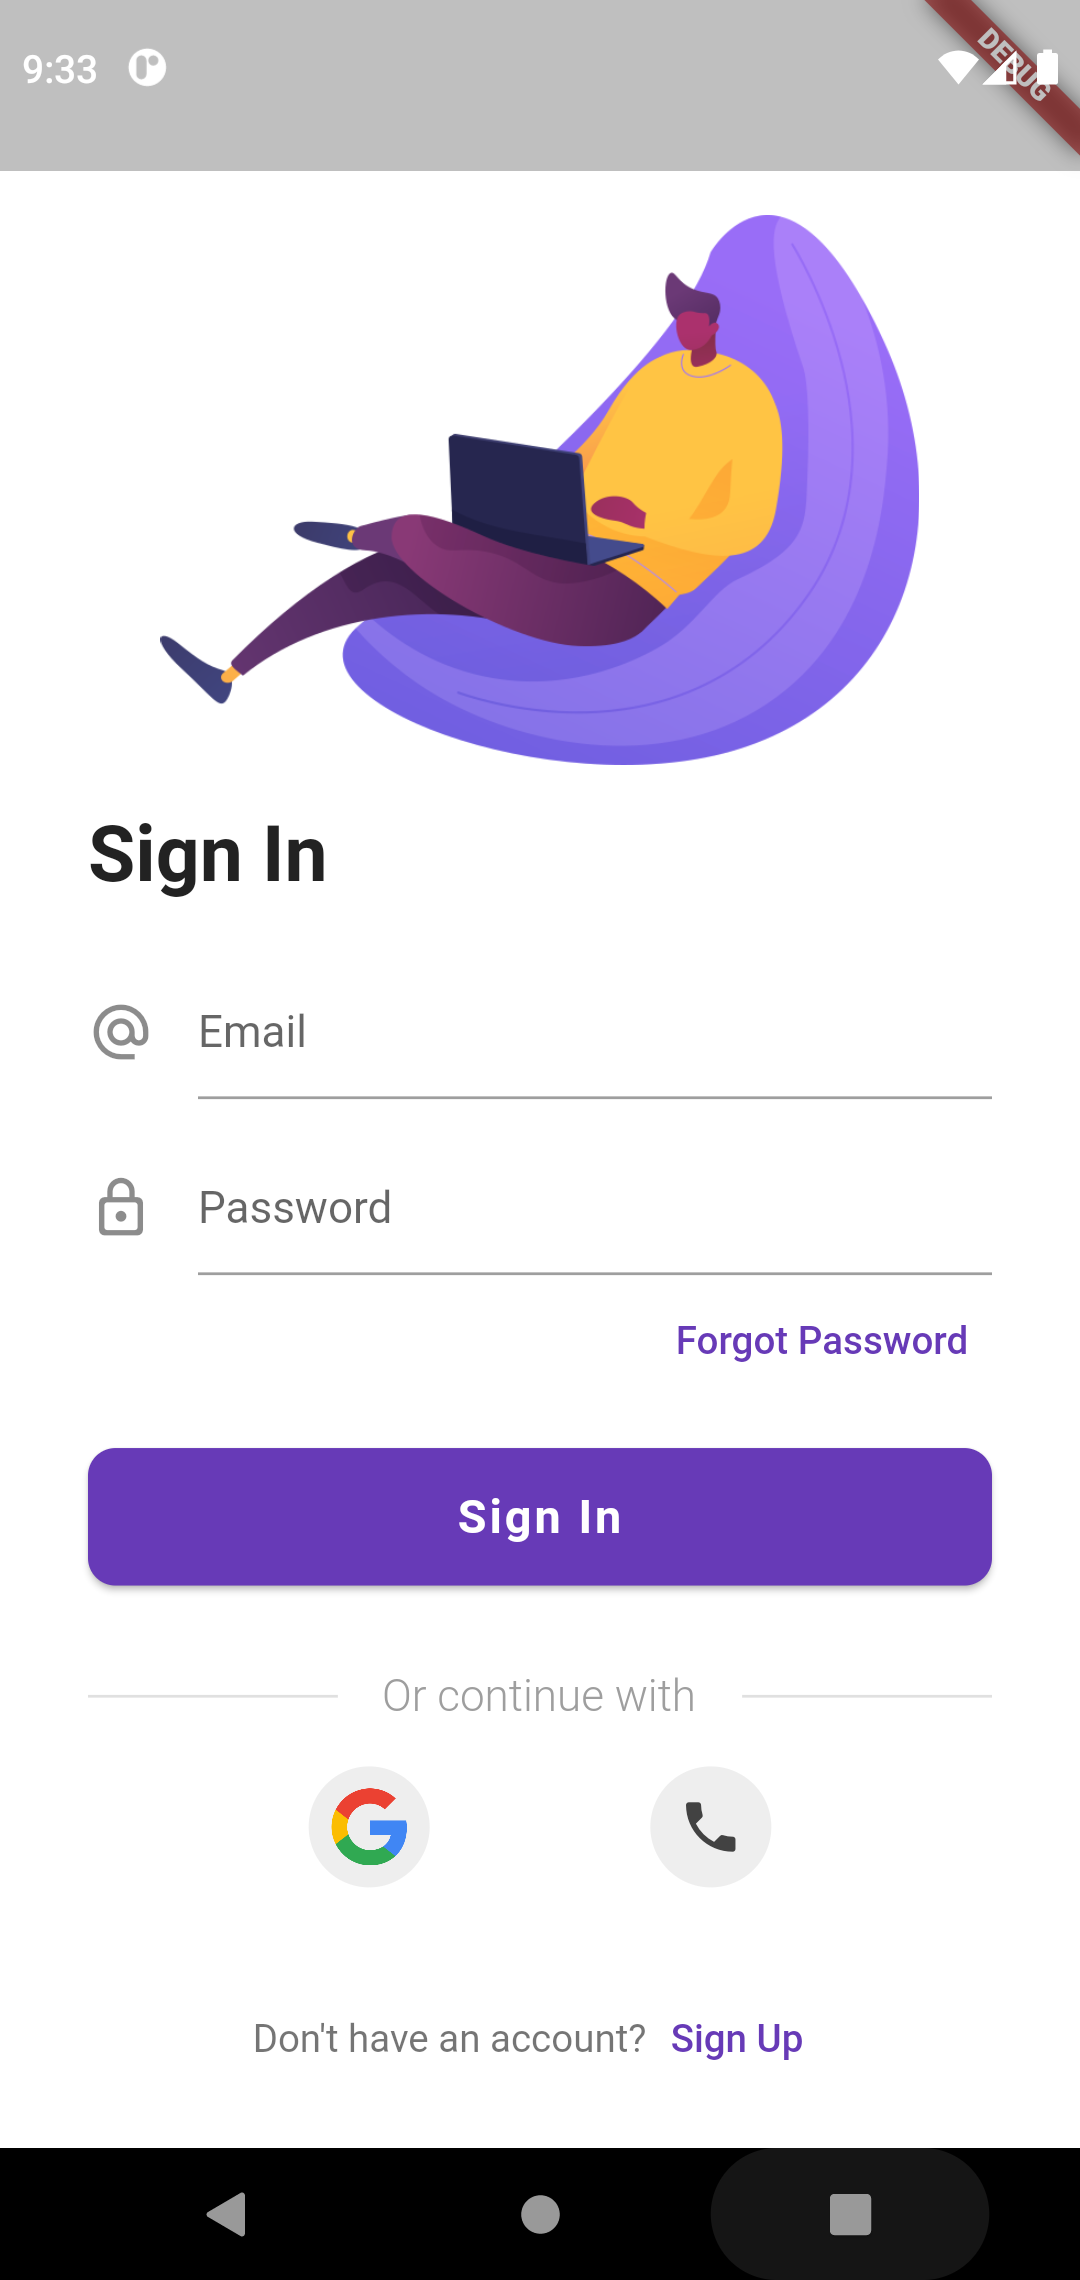 9:33
DEBUG
Sign In
Email
Password
Forgot Password
Sign In
Or continue with
Don't have an account? Sign Up